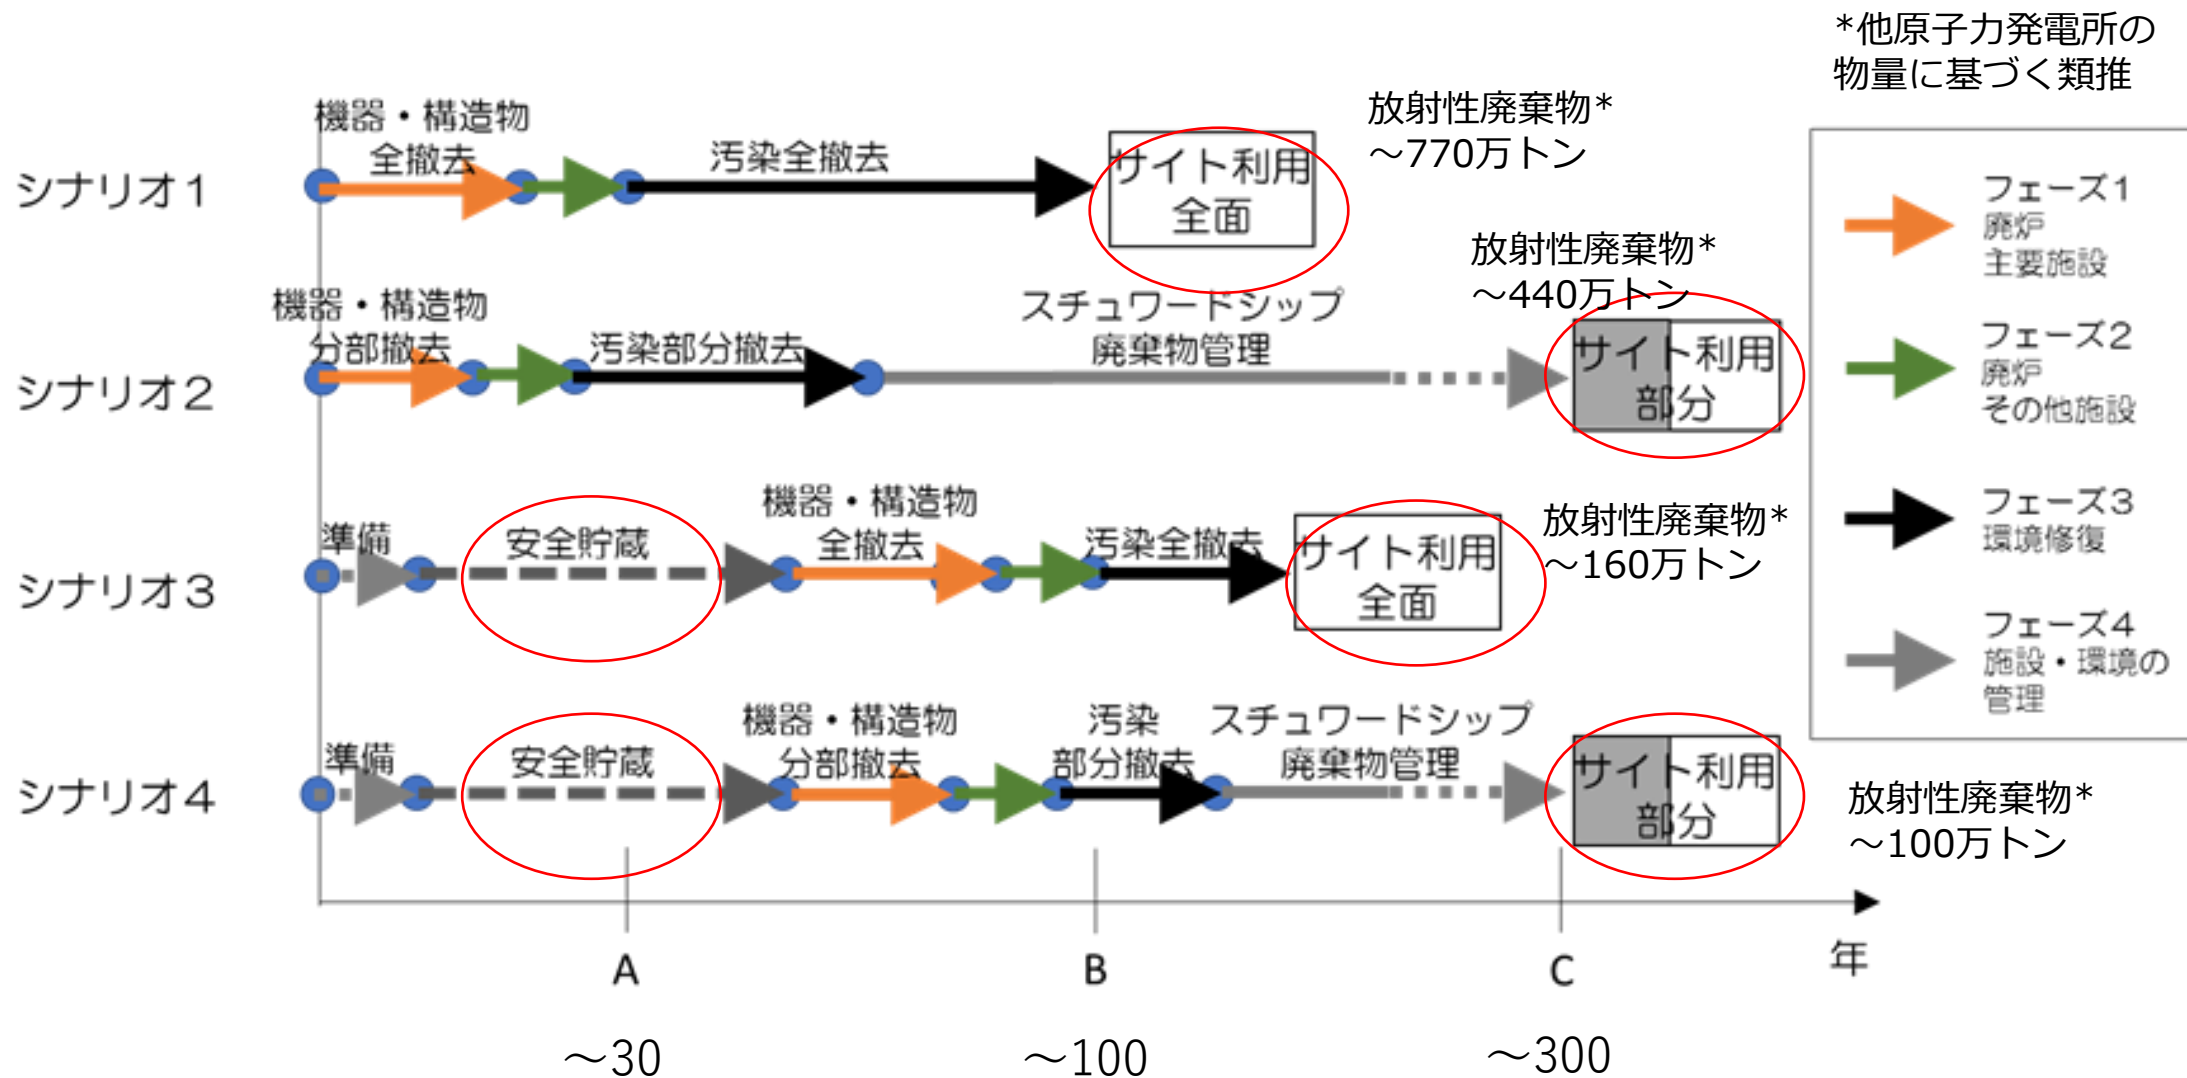 *他原子力発電所の
物量に基づく類推
シナリオ1
機器・構造物
全撤去
汚染全撤去
サイト利用
全面
放射性廃棄物*
～770万トン
シナリオ2
機器・構造物
分部撤去
汚染部分撤去
スチュワードシップ
廃棄物管理
サイト利用
部分
放射性廃棄物*
～440万トン
シナリオ3
準備
安全貯蔵
機器・構造物
全撤去
汚染全撤去
サイト利用
全面
放射性廃棄物*
～160万トン
シナリオ4
準備
安全貯蔵
機器・構造物
分部撤去
汚染
部分撤去
スチュワードシップ
廃棄物管理
サイト利用
部分
放射性廃棄物*
～100万トン
フェーズ1
廃炉
主要施設
フェーズ2
廃炉
その他施設
フェーズ3
環境修復
フェーズ4
施設・環境の
管理
A
B
C
年
～30
～100
～300